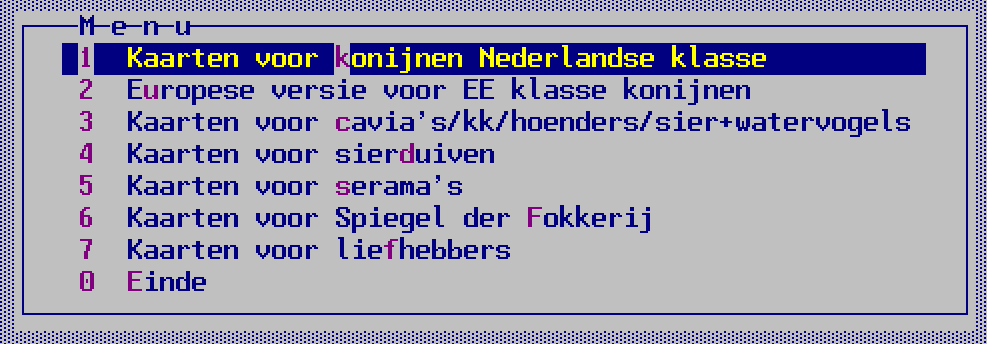 M-e-n-u
1 Kaarten voor konijnen Nederlandse klasse
2 Europese versie voor EE klasse konijnen
3 Kaarten voor cavia's/kk/hoenders/sier+watervogels
4 Kaarten voor sierduiven
5 Kaarten voor serama's
6 Kaarten voor Spiegel der Fokkerij
7 Kaarten voor liefhebbers
0 Einde